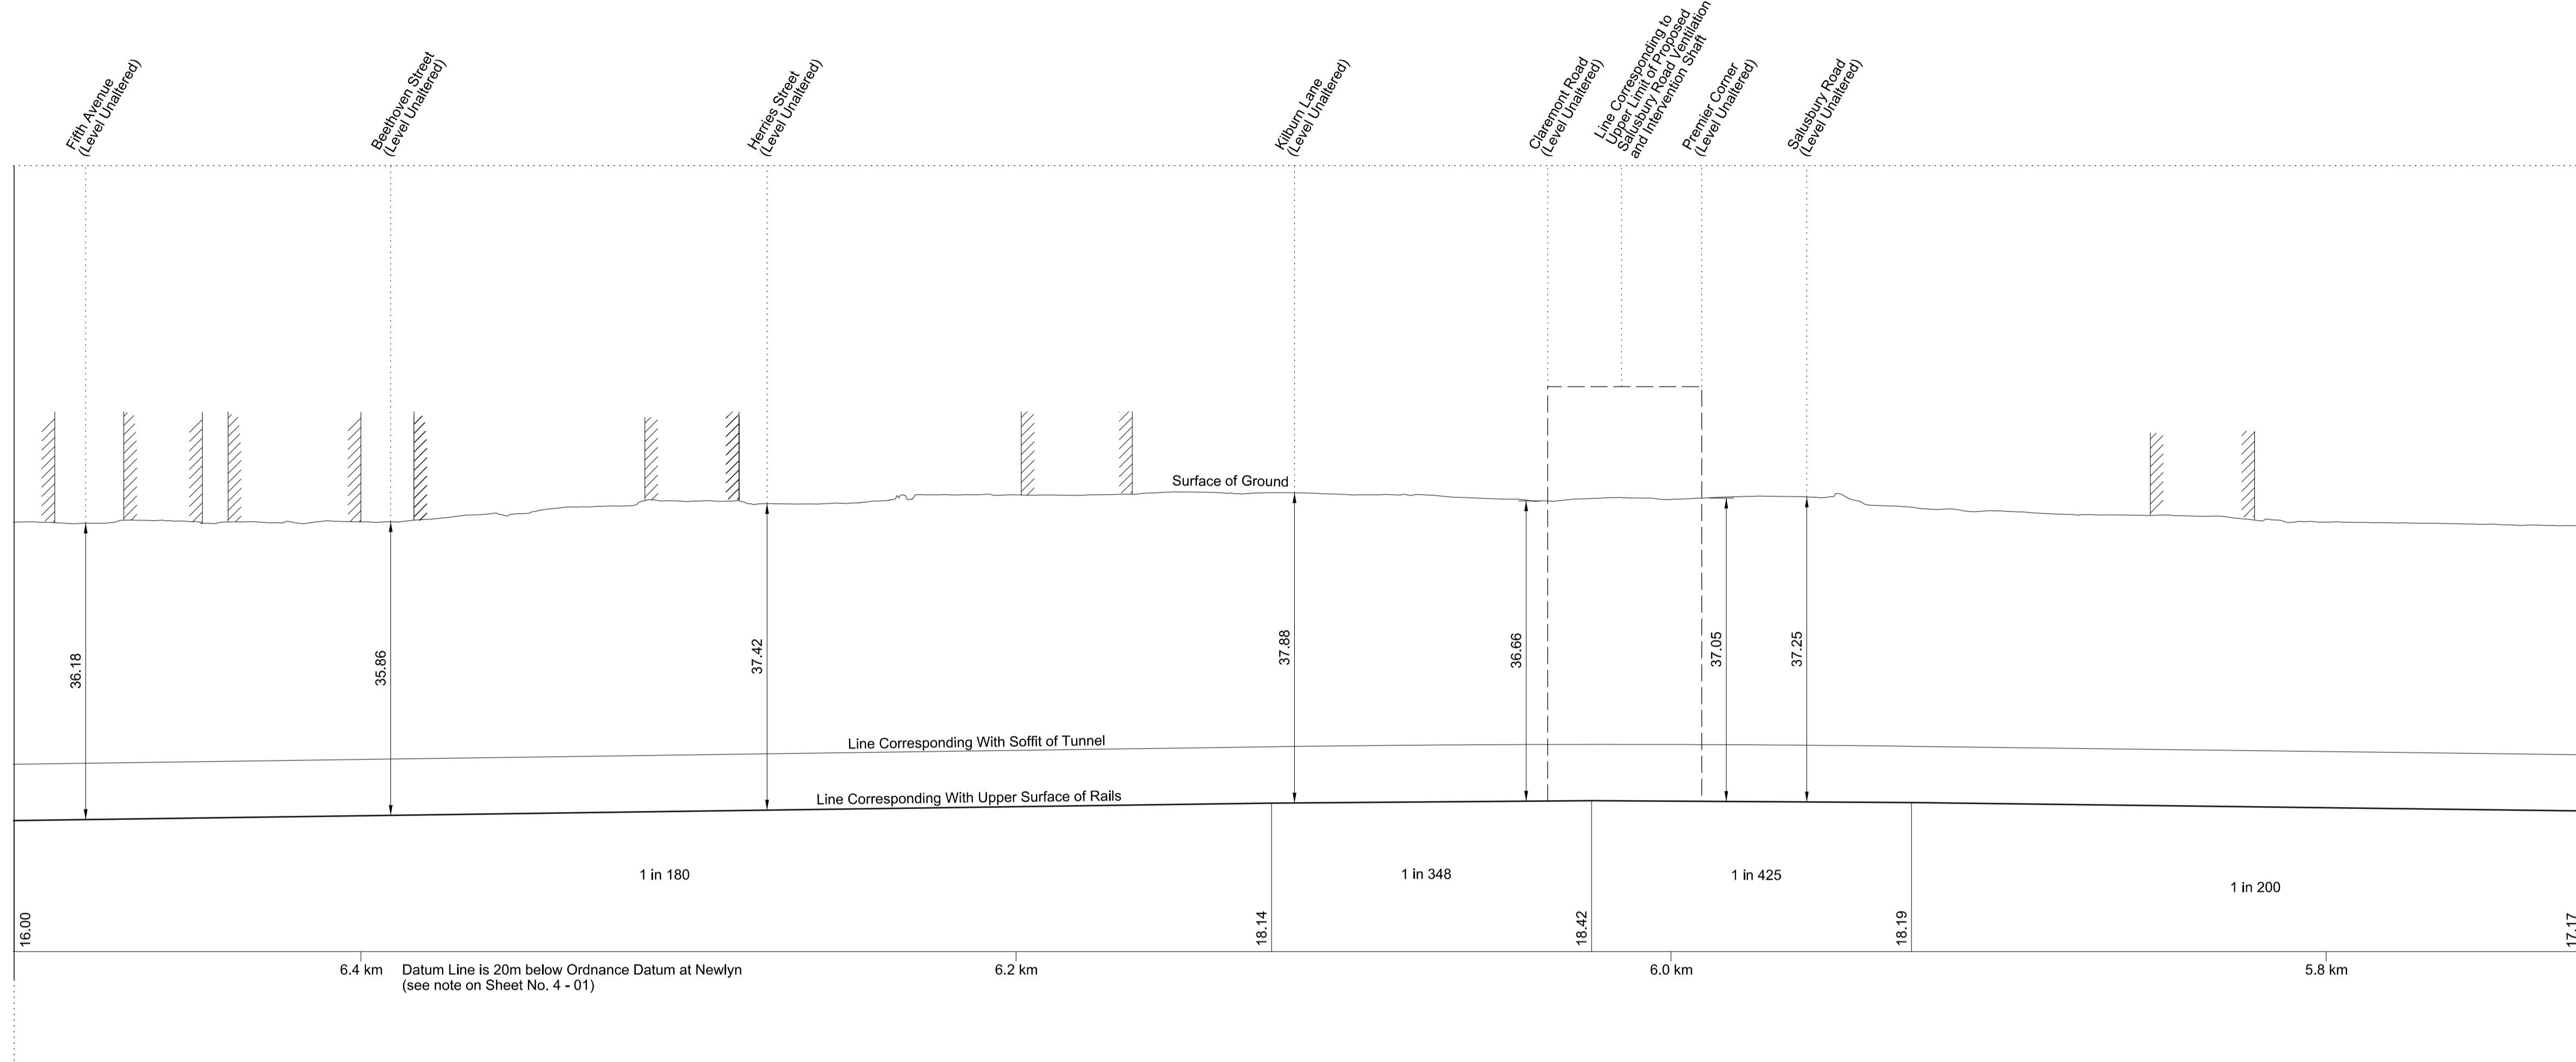 Fifth Avenue
(Level Unaltered)
Beethoven Street
(Level Unaltered)
Herries Street
(Level Unaltered)
Kilburn Lane
(Level Unaltered)
Claremont Road
(Level Unaltered)
Line Corresponding to
Upper Limit of Proposed
Salusbury Road Ventilation
and Intervention Shaft
Premier Corner
(Level Unaltered)
Salusbury Road
(Level Unaltered)
Surface of Ground
36.18
35.86
37.42
37.88
36.66
37.05
37.25
Line Corresponding With Soffit of Tunnel
Line Corresponding With Upper Surface of Rails
1 in 180
1 in 348
1 in 425
1 in 200
16.00
18.14
18.42
18.19
17.17
6.4 km
6.2 km
6.0 km
5.8 km
Datum Line is 20m below Ordnance Datum at Newlyn
(see note on Sheet No. 4 - 01)